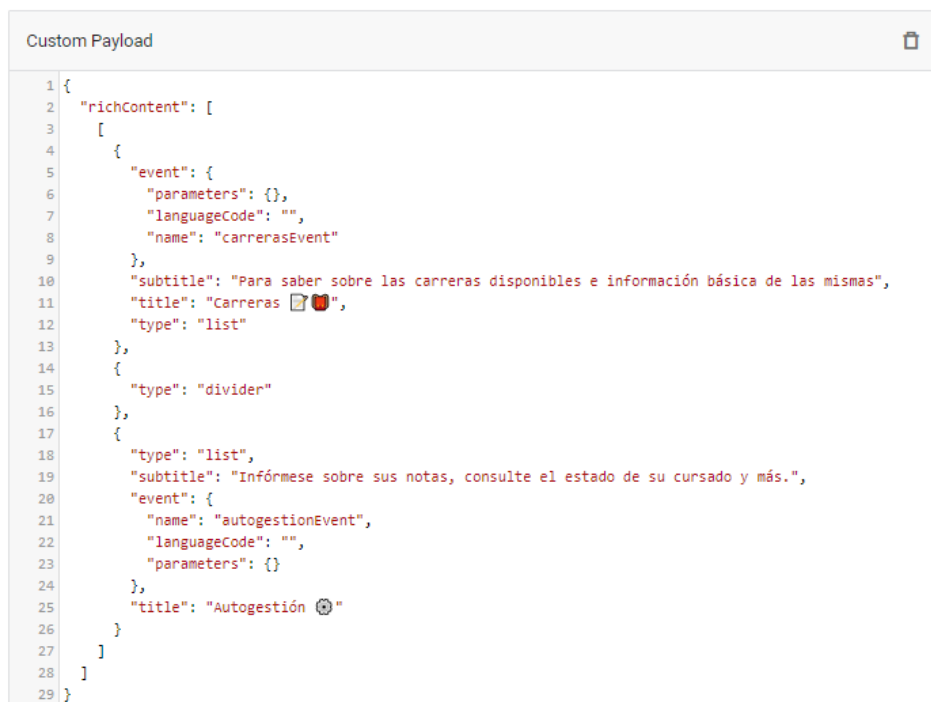 Custom Payload
1 {
2   "richContent": [
3     [
4       {
5         "event": {
6           "parameters": {},
7           "languageCode": "",
8           "name": "carrerasEvent"
9         },
10         "subtitle": "Para saber sobre las carreras disponibles e información básica de las mismas",
11         "title": "Carreras 📝🎒",
12         "type": "list"
13       },
14       {
15         "type": "divider"
16       },
17       {
18         "type": "list",
19         "subtitle": "Infórmese sobre sus notas, consulte el estado de su cursado y más.",
20         "event": {
21           "name": "autogestionEvent",
22           "languageCode": "",
23           "parameters": {}
24         },
25         "title": "Autogestión ⚙️"
26       }
27     ]
28   ]
29 }